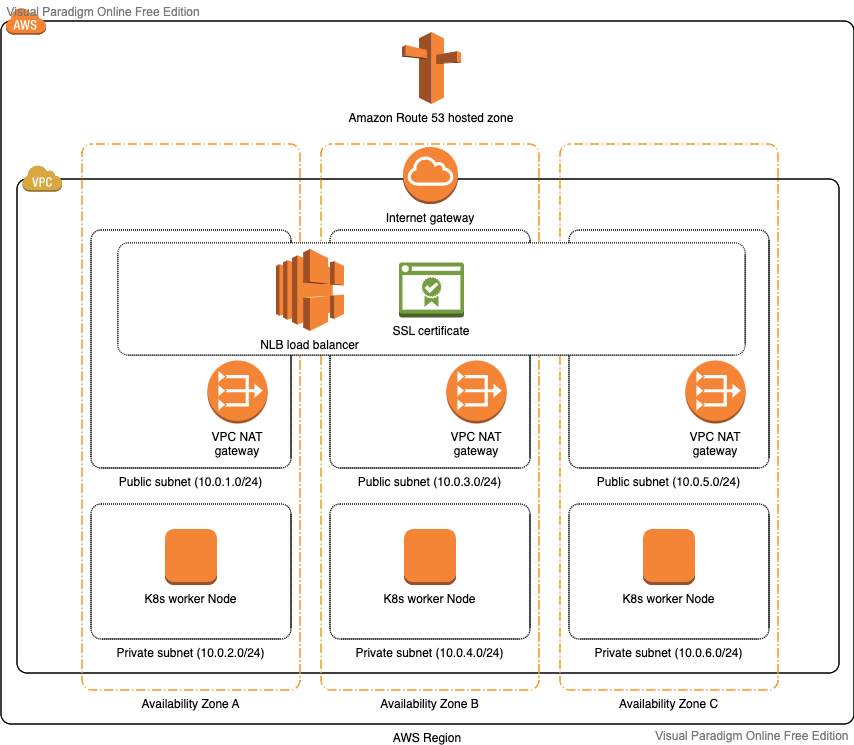 Visual Paradigm Online Free Edition
AWS
Amazon Route 53 hosted zone
VPC
Internet gateway
NLB load balancer
SSL certificate
VPC NAT
gateway
VPC NAT
gateway
VPC NAT
gateway
Public subnet (10.0.1.0/24)
Public subnet (10.0.3.0/24)
Public subnet (10.0.5.0/24)
K8s worker Node
K8s worker Node
K8s worker Node
Private subnet (10.0.2.0/24)
Private subnet (10.0.4.0/24)
Private subnet (10.0.6.0/24)
Availability Zone A
Availability Zone B
Availability Zone C
AWS Region
Visual Paradigm Online Free Edition